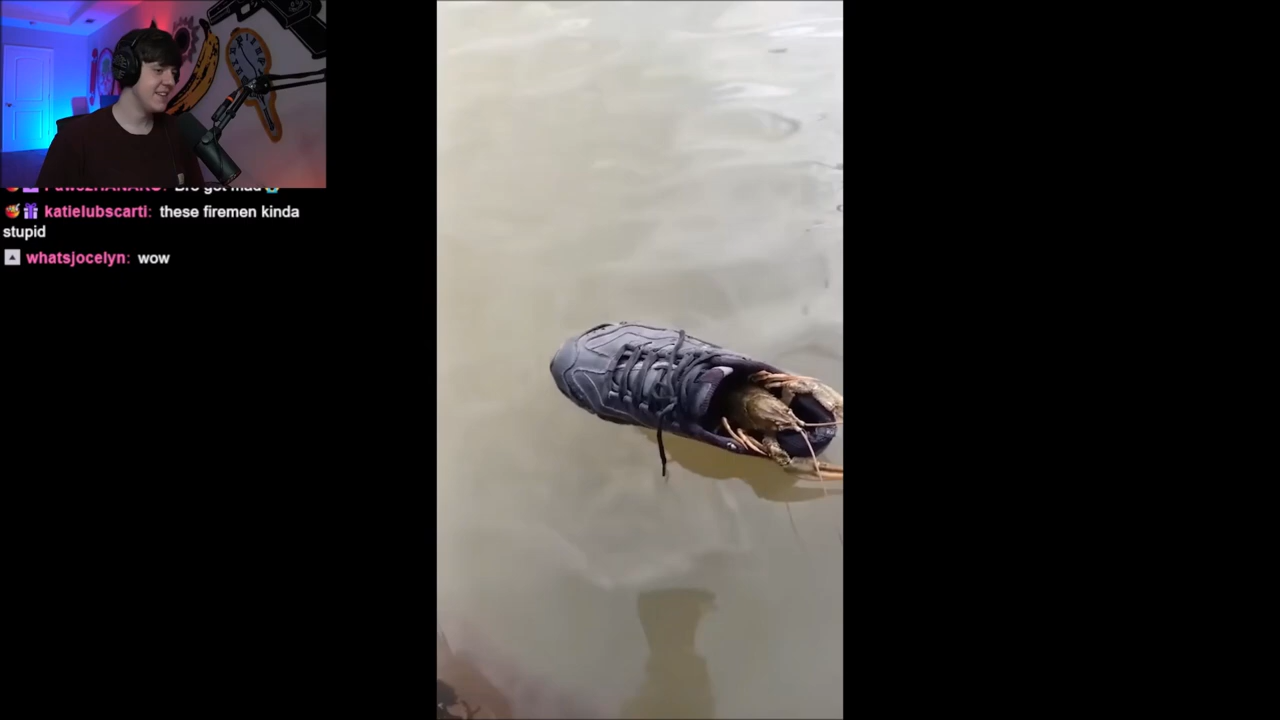 katielubscarti: these firemen kinda
stupid
whatsjocelyn: wow